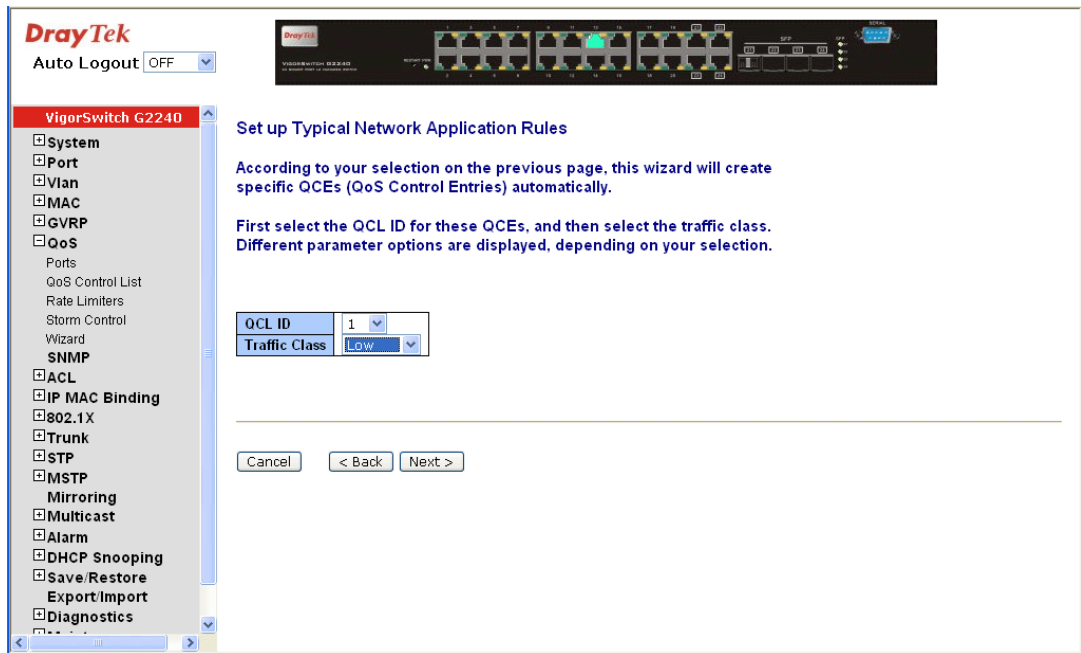 DrayTek
Auto Logout OFF
DrayTek
VIGORSWITCH G2240
SFP
SERIAL
VigorSwitch G2240
System
Port
Vlan
MAC
GVRP
QoS
Ports
QoS Control List
Rate Limiters
Storm Control
Wizard
SNMP
ACL
IP MAC Binding
802.1X
Trunk
STP
MSTP
Mirroring
Multicast
Alarm
DHCP Snooping
Save/Restore
Export/Import
Diagnostics
Set up Typical Network Application Rules
According to your selection on the previous page, this wizard will create
specific QCEs (QoS Control Entries) automatically.
First select the QCL ID for these QCEs, and then select the traffic class.
Different parameter options are displayed, depending on your selection.
QCL ID 1
Traffic Class Low
Cancel < Back Next >